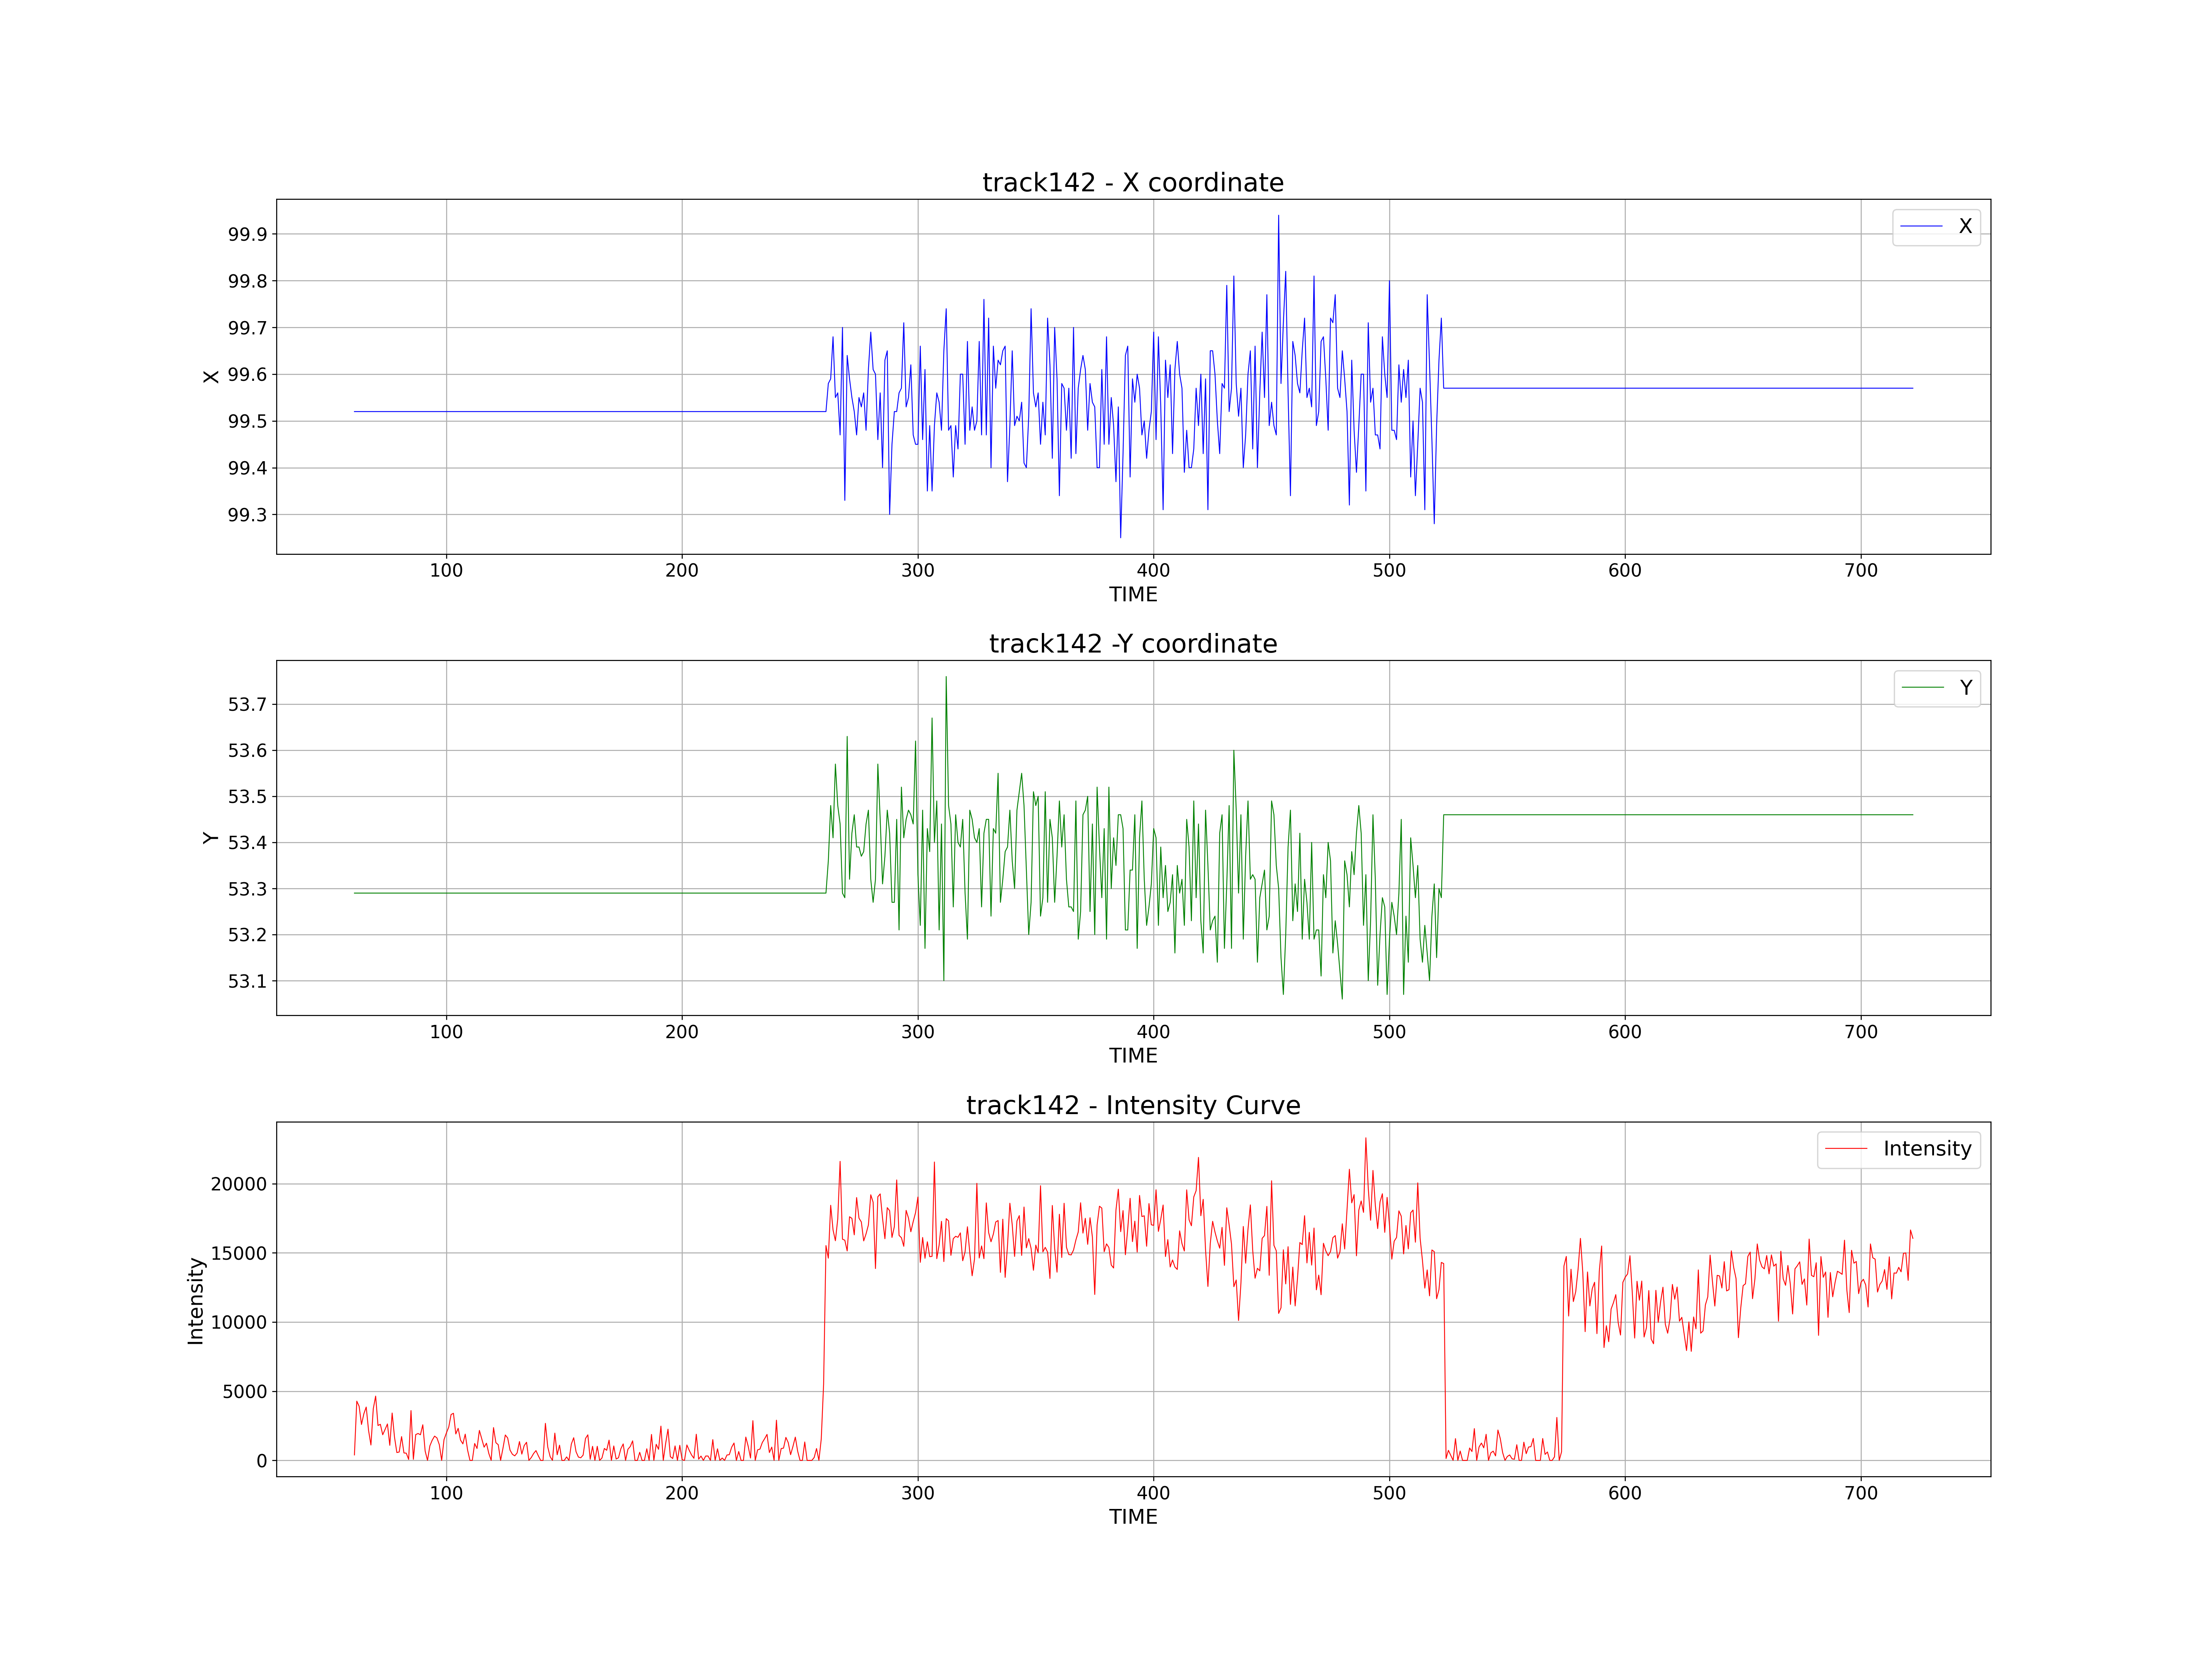 track142 - X coordinate
X
99.9
99.8
99.7
99.6
99.5
99.4
99.3
X
100 200 300 400 500 600 700
TIME
track142 -Y coordinate
Y
53.7
53.6
53.5
53.4
53.3
53.2
53.1
Y
100 200 300 400 500 600 700
TIME
track142 - Intensity Curve
Intensity
20000
15000
10000
5000
0
Intensity
100 200 300 400 500 600 700
TIME